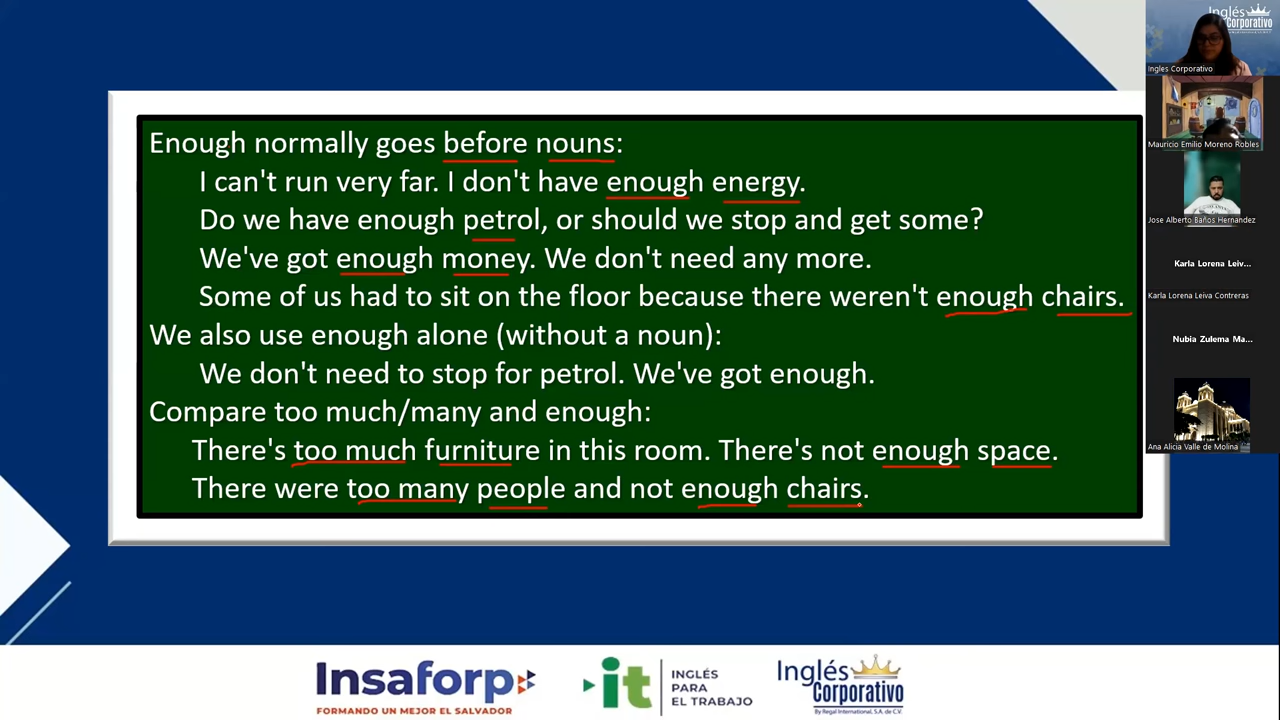 Enough normally goes before nouns:
I can't run very far. I don't have enough energy.
Do we have enough petrol, or should we stop and get some?
We've got enough money. We don't need any more.
Some of us had to sit on the floor because there weren't enough chairs.
We also use enough alone (without a noun):
We don't need to stop for petrol. We've got enough.
Compare too much/many and enough:
There's too much furniture in this room. There's not enough space.
There were too many people and not enough chairs.
Inglés
Corporativo
Ingles Corporativo
Mauricio Emilio Moreno Robles
Jose Alberto Baños Hernandez
Karla Lorena Leiv...
Karla Lorena Leiva Contreras
Nubia Zulema Ma...
Ana Alicia Valle de Molina
Insaforp
FORMANDO UN MEJOR EL SALVADOR
it
INGLÉS
PARA
EL TRABAJO
Inglés
Corporativo
By Regal International, S.A. de C.V.